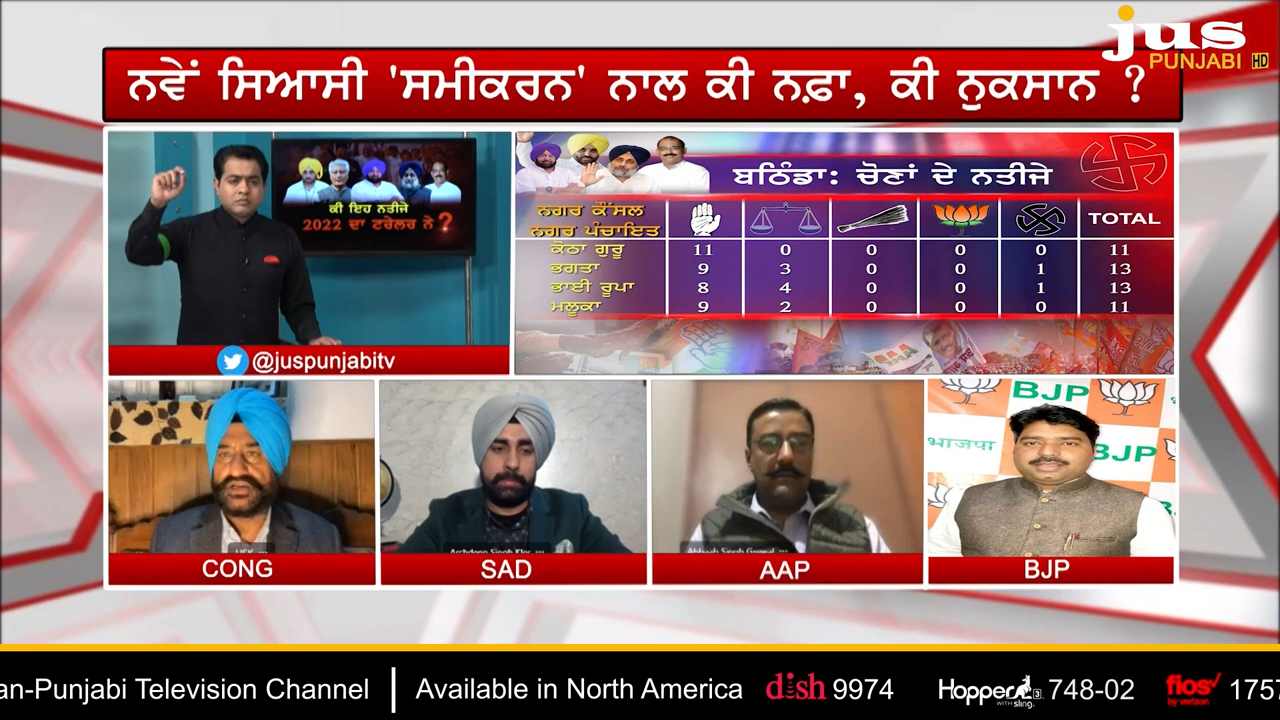 jus
PUNJABI HD
ਨਵੇਂ ਸਿਆਸੀ 'ਸਮੀਕਰਨ' ਨਾਲ ਕੀ ਨਫ਼ਾ, ਕੀ ਨੁਕਸਾਨ ?
ਕੀ ਇਹ ਨਤੀਜੇ
2022 ਦਾ ਟਰੇਲਰ ਨੇ ?
@juspunjabitv
ਬਠਿੰਡਾ: ਚੋਣਾਂ ਦੇ ਨਤੀਜੇ
ਨਗਰ ਕੌਂਸਲ
ਨਗਰ ਪੰਚਾਇਤ TOTAL
ਕੋਠਾ ਗੁਰੂ 11 0 0 0 0 11
ਭਗਤਾ 9 3 0 0 1 13
ਭਾਈ ਰੂਪਾ 8 4 0 0 1 13
ਮਲੂਕਾ 9 2 0 0 0 11
BJP
भाजपा BJP
CONG SAD AAP BJP
an-Punjabi Television Channel | Available in North America dish 9974 Hopper 3 WITH sling. 748-02 fios by verizon 1757